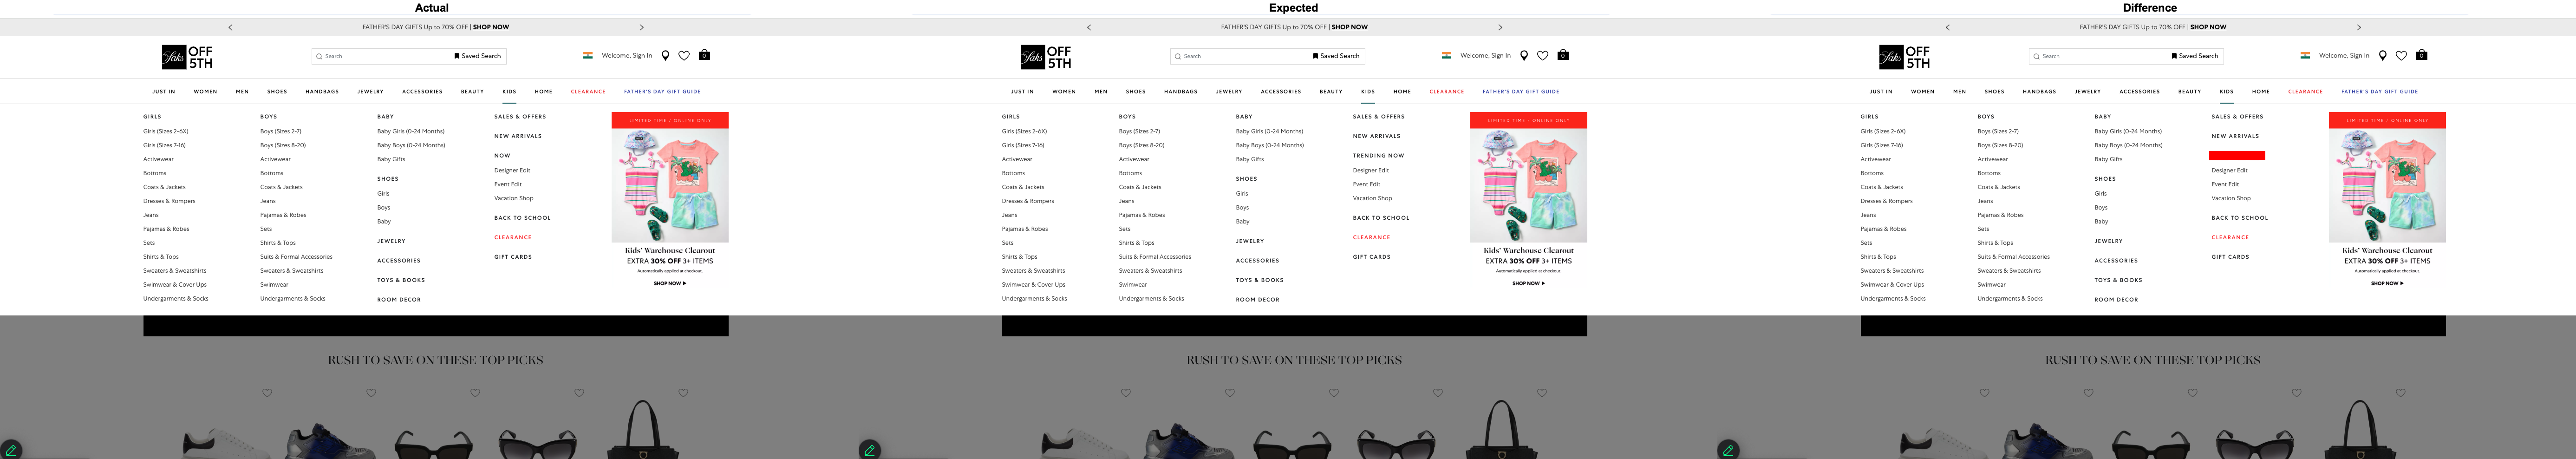 Actual
FATHER'S DAY GIFTS Up to 70% OFF | SHOP NOW
Saks OFF 5TH
Search
Saved Search
Welcome, Sign In
0
JUST IN WOMEN MEN SHOES HANDBAGS JEWELRY ACCESSORIES BEAUTY KIDS HOME CLEARANCE FATHER'S DAY GIFT GUIDE
GIRLS
Girls (Sizes 2-6X)
Girls (Sizes 7-16)
Activewear
Bottoms
Coats & Jackets
Dresses & Rompers
Jeans
Pajamas & Robes
Sets
Shirts & Tops
Sweaters & Sweatshirts
Swimwear & Cover Ups
Undergarments & Socks
BOYS
Boys (Sizes 2-7)
Boys (Sizes 8-20)
Activewear
Bottoms
Coats & Jackets
Jeans
Pajamas & Robes
Sets
Shirts & Tops
Suits & Formal Accessories
Sweaters & Sweatshirts
Swimwear
Undergarments & Socks
BABY
Baby Girls (0-24 Months)
Baby Boys (0-24 Months)
Baby Gifts
SHOES
Girls
Boys
Baby
JEWELRY
ACCESSORIES
TOYS & BOOKS
ROOM DECOR
SALES & OFFERS
NEW ARRIVALS
NOW
Designer Edit
Event Edit
Vacation Shop
BACK TO SCHOOL
CLEARANCE
GIFT CARDS
LIMITED TIME | ONLINE ONLY
Kids' Warehouse Clearout
EXTRA 30% OFF 3+ ITEMS
Automatically applied at checkout.
SHOP NOW
RUSH TO SAVE ON THESE TOP PICKS
Expected
FATHER'S DAY GIFTS Up to 70% OFF | SHOP NOW
Saks OFF 5TH
Search
Saved Search
Welcome, Sign In
0
JUST IN WOMEN MEN SHOES HANDBAGS JEWELRY ACCESSORIES BEAUTY KIDS HOME CLEARANCE FATHER'S DAY GIFT GUIDE
GIRLS
Girls (Sizes 2-6X)
Girls (Sizes 7-16)
Activewear
Bottoms
Coats & Jackets
Dresses & Rompers
Jeans
Pajamas & Robes
Sets
Shirts & Tops
Sweaters & Sweatshirts
Swimwear & Cover Ups
Undergarments & Socks
BOYS
Boys (Sizes 2-7)
Boys (Sizes 8-20)
Activewear
Bottoms
Coats & Jackets
Jeans
Pajamas & Robes
Sets
Shirts & Tops
Suits & Formal Accessories
Sweaters & Sweatshirts
Swimwear
Undergarments & Socks
BABY
Baby Girls (0-24 Months)
Baby Boys (0-24 Months)
Baby Gifts
SHOES
Girls
Boys
Baby
JEWELRY
ACCESSORIES
TOYS & BOOKS
ROOM DECOR
SALES & OFFERS
NEW ARRIVALS
TRENDING NOW
Designer Edit
Event Edit
Vacation Shop
BACK TO SCHOOL
CLEARANCE
GIFT CARDS
LIMITED TIME | ONLINE ONLY
Kids' Warehouse Clearout
EXTRA 30% OFF 3+ ITEMS
Automatically applied at checkout.
SHOP NOW
RUSH TO SAVE ON THESE TOP PICKS
Difference
FATHER'S DAY GIFTS Up to 70% OFF | SHOP NOW
Saks OFF 5TH
Search
Saved Search
Welcome, Sign In
0
JUST IN WOMEN MEN SHOES HANDBAGS JEWELRY ACCESSORIES BEAUTY KIDS HOME CLEARANCE FATHER'S DAY GIFT GUIDE
GIRLS
Girls (Sizes 2-6X)
Girls (Sizes 7-16)
Activewear
Bottoms
Coats & Jackets
Dresses & Rompers
Jeans
Pajamas & Robes
Sets
Shirts & Tops
Sweaters & Sweatshirts
Swimwear & Cover Ups
Undergarments & Socks
BOYS
Boys (Sizes 2-7)
Boys (Sizes 8-20)
Activewear
Bottoms
Coats & Jackets
Jeans
Pajamas & Robes
Sets
Shirts & Tops
Suits & Formal Accessories
Sweaters & Sweatshirts
Swimwear
Undergarments & Socks
BABY
Baby Girls (0-24 Months)
Baby Boys (0-24 Months)
Baby Gifts
SHOES
Girls
Boys
Baby
JEWELRY
ACCESSORIES
TOYS & BOOKS
ROOM DECOR
SALES & OFFERS
NEW ARRIVALS
Designer Edit
Event Edit
Vacation Shop
BACK TO SCHOOL
CLEARANCE
GIFT CARDS
LIMITED TIME | ONLINE ONLY
Kids' Warehouse Clearout
EXTRA 30% OFF 3+ ITEMS
Automatically applied at checkout.
SHOP NOW
RUSH TO SAVE ON THESE TOP PICKS